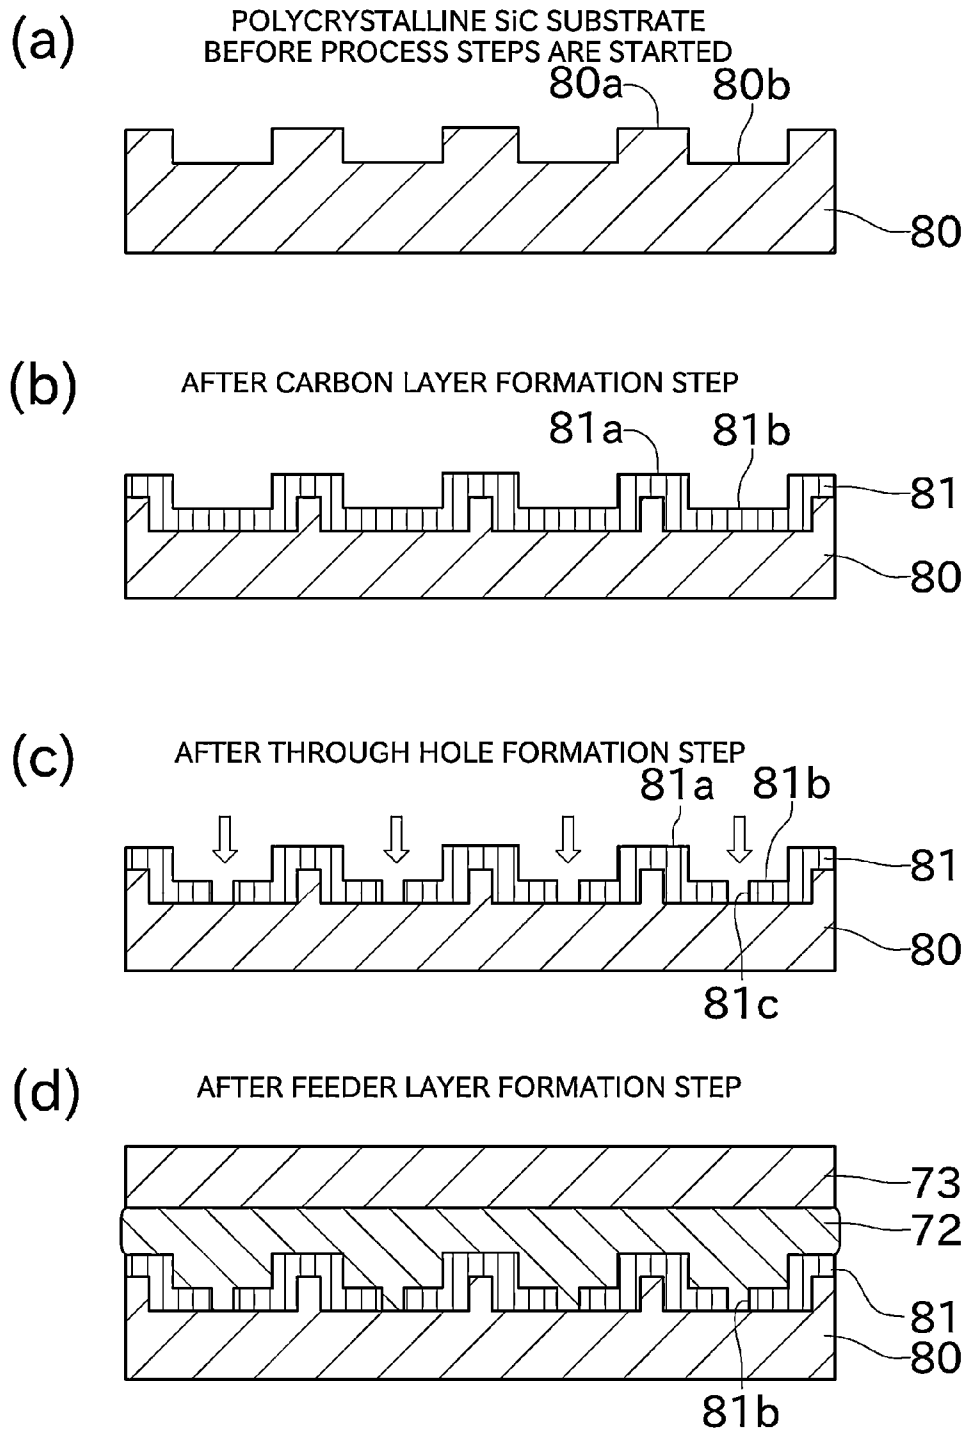 (a)
POLYCRYSTALLINE SiC SUBSTRATE
BEFORE PROCESS STEPS ARE STARTED
80a 80b
80
(b)
AFTER CARBON LAYER FORMATION STEP
81a 81b
81
80
(c)
AFTER THROUGH HOLE FORMATION STEP
81a 81b
81
80
81c
(d)
AFTER FEEDER LAYER FORMATION STEP
73
72
81
80
81b